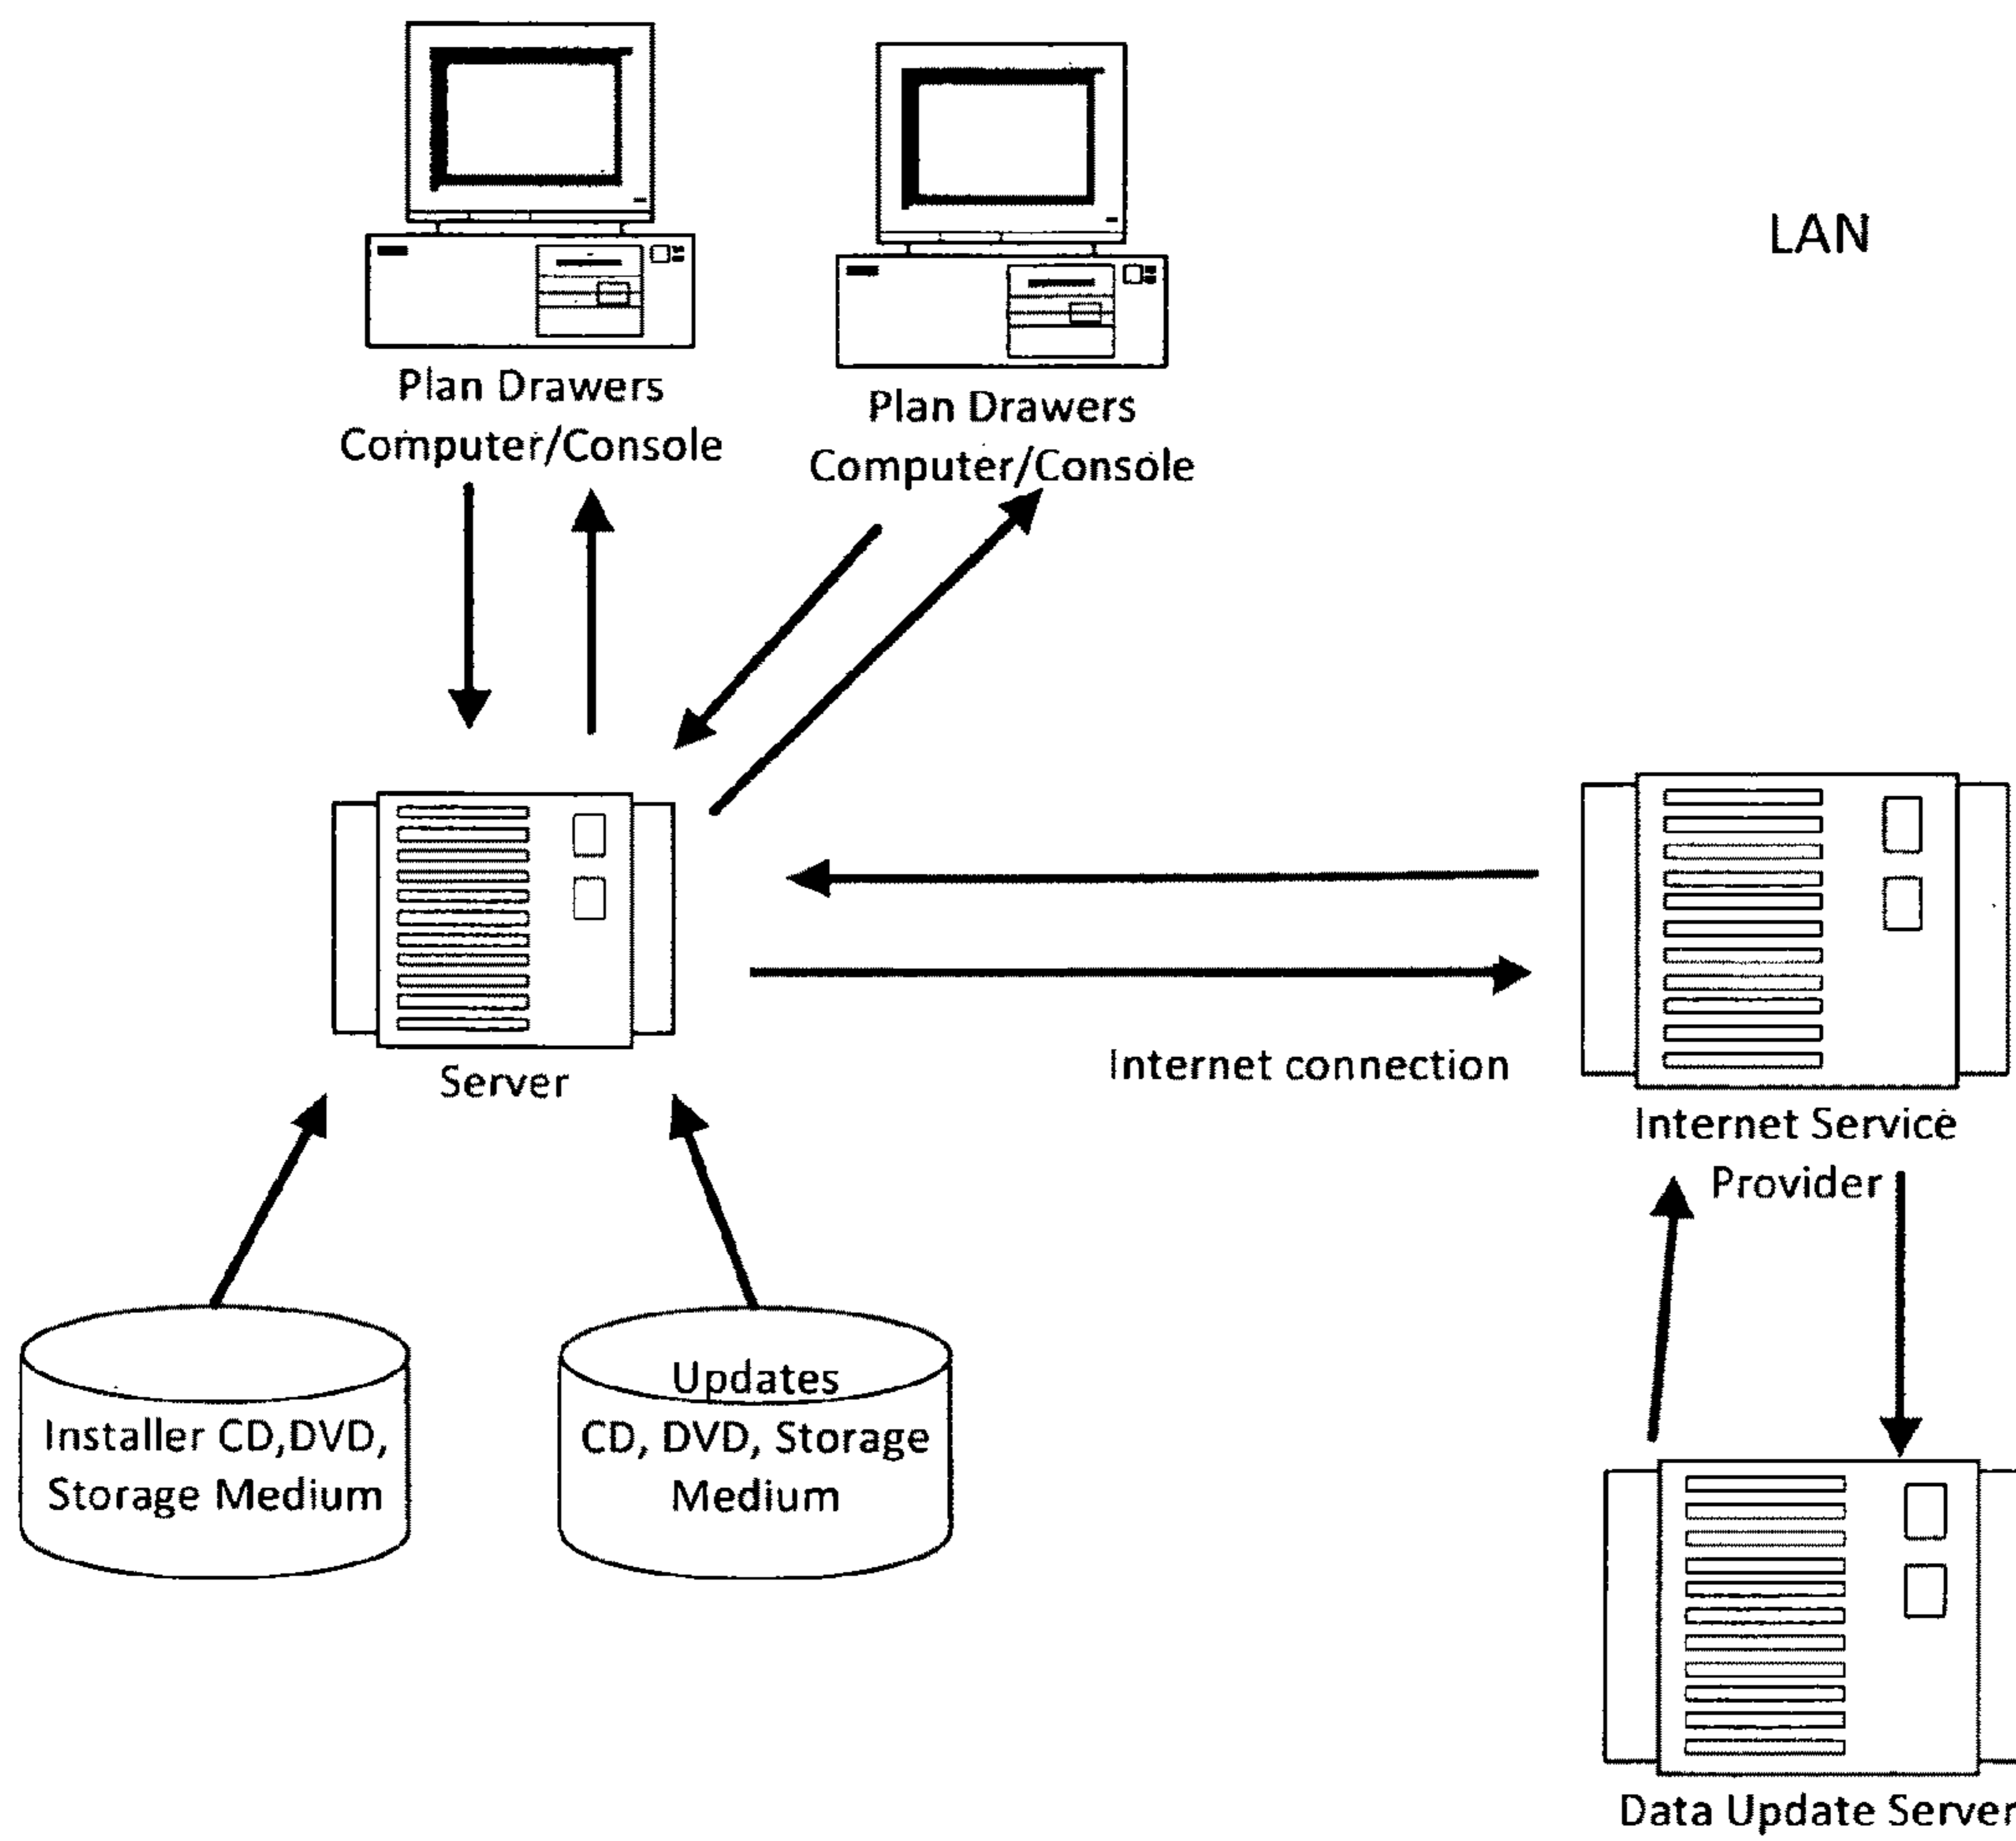 LAN
Plan Drawers
Computer/Console
Plan Drawers
Computer/Console
Server
Internet connection
Internet Service
Provider
Installer CD,DVD,
Storage Medium
Updates
CD, DVD, Storage
Medium
Data Update Server